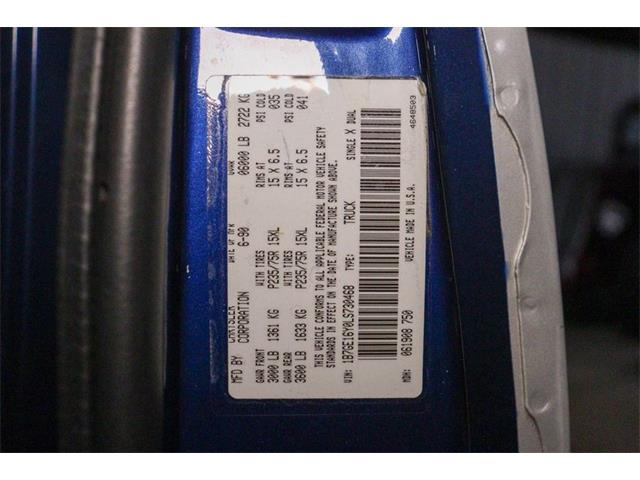 MFD BY CHRYSLER CORPORATION DATE OF MFR 6-90 GVWR 06000 LB 2722 KG
GAWR FRONT WITH TIRES RIMS AT PSI COLD
3000 LB 1361 KG P235/75R 15XL 15 X 6.5 035
GAWR REAR WITH TIRES RIMS AT PSI COLD
3600 LB 1633 KG P235/75R 15XL 15 X 6.5 041
THIS VEHICLE CONFORMS TO ALL APPLICABLE FEDERAL MOTOR VEHICLE SAFETY
STANDARDS IN EFFECT ON THE DATE OF MANUFACTURE SHOWN ABOVE.
VIN: 1B7GE16Y0LS730468 TYPE: TRUCK SINGLE X DUAL
MDH: 061908 750 VEHICLE MADE IN U.S.A. 4648503